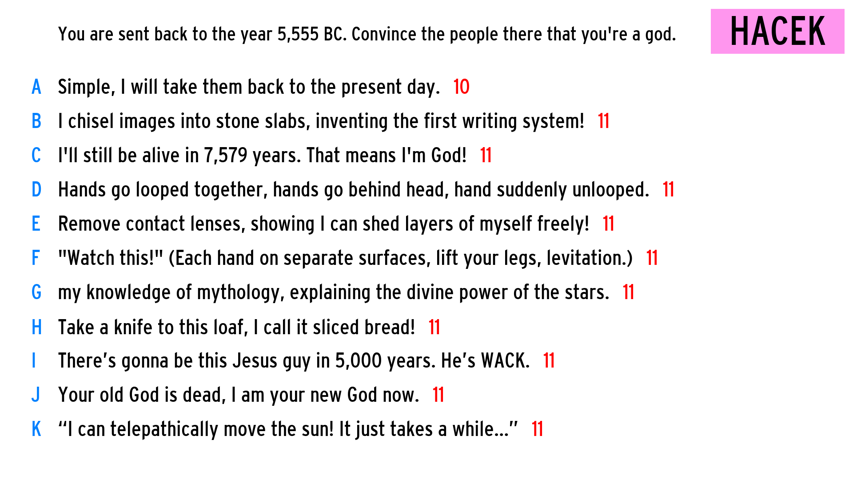 You are sent back to the year 5,555 BC. Convince the people there that you're a god.
HACEK
A Simple, I will take them back to the present day. 10
B I chisel images into stone slabs, inventing the first writing system! 11
C I'll still be alive in 7,579 years. That means I'm God! 11
D Hands go looped together, hands go behind head, hand suddenly unlooped. 11
E Remove contact lenses, showing I can shed layers of myself freely! 11
F "Watch this!" (Each hand on separate surfaces, lift your legs, levitation.) 11
G my knowledge of mythology, explaining the divine power of the stars. 11
H Take a knife to this loaf, I call it sliced bread! 11
I There’s gonna be this Jesus guy in 5,000 years. He’s WACK. 11
J Your old God is dead, I am your new God now. 11
K “I can telepathically move the sun! It just takes a while...” 11